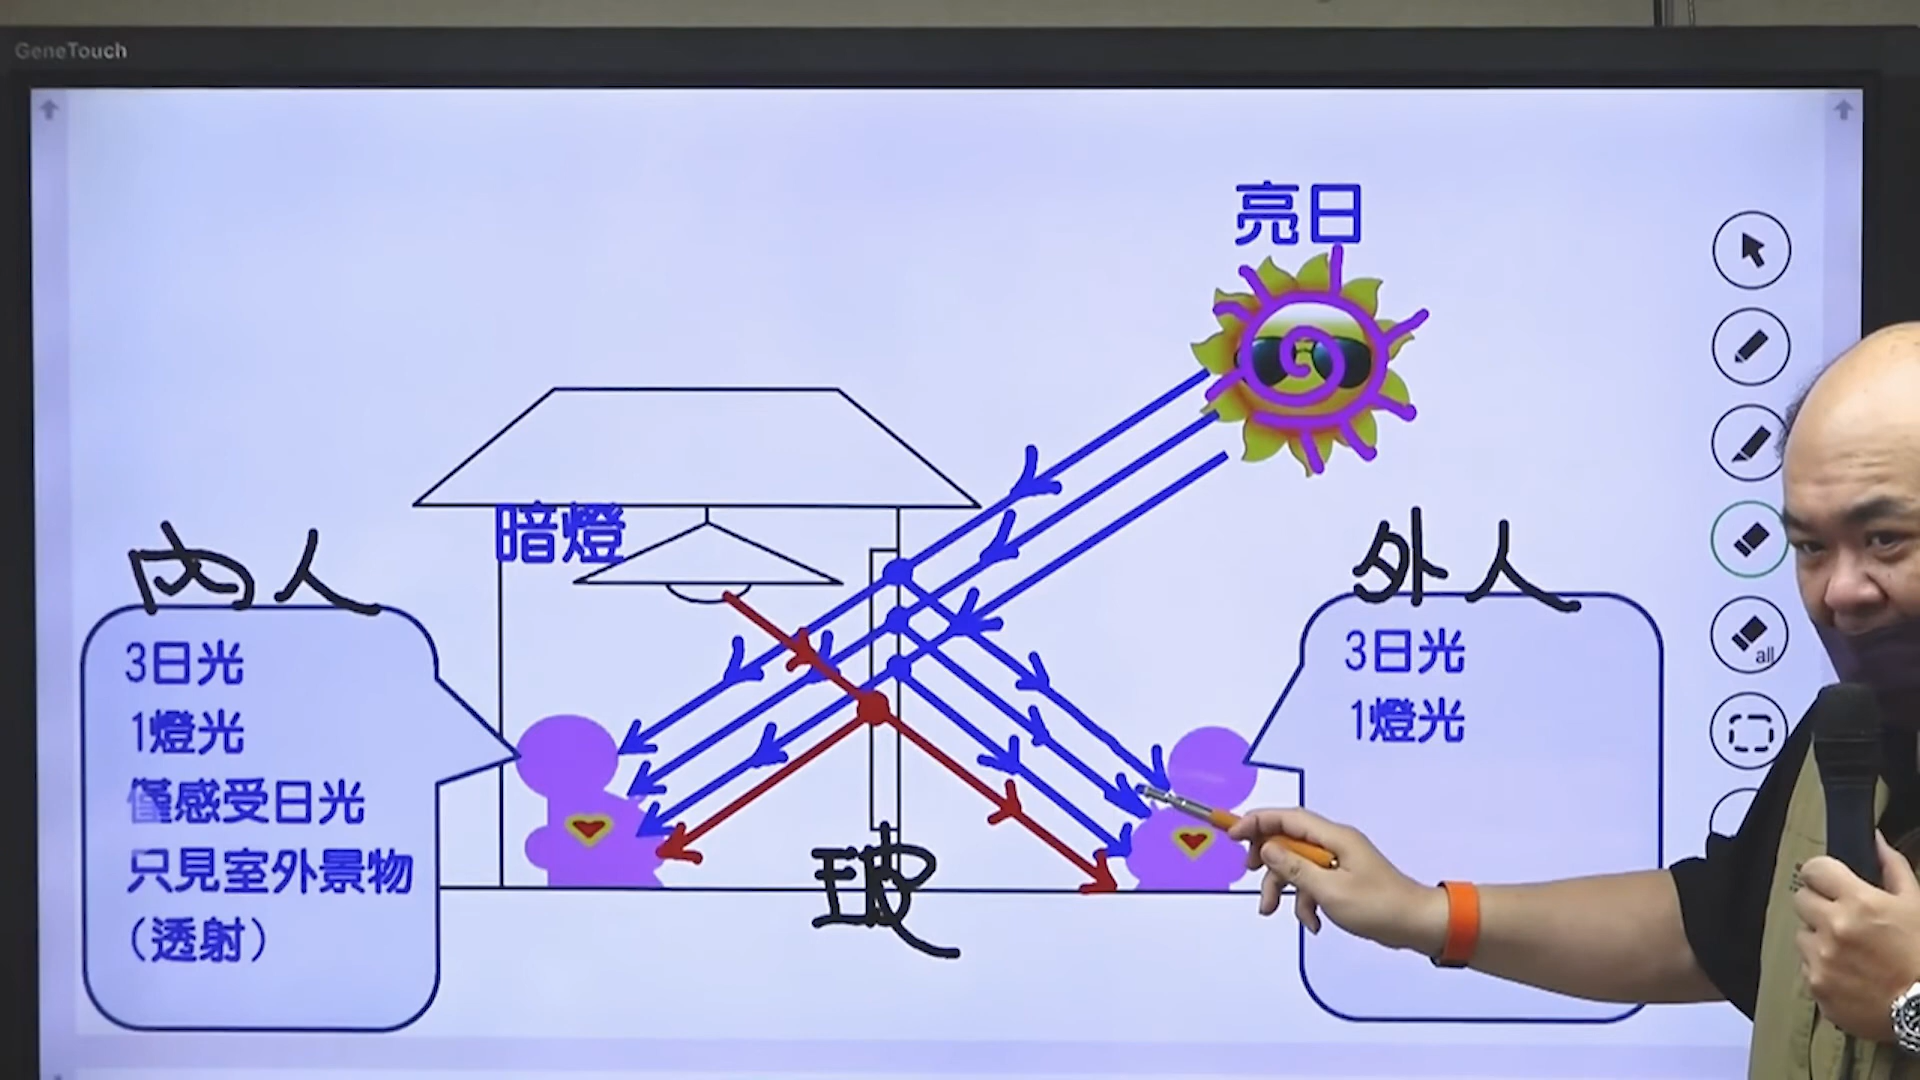 GeneTouch
亮日
暗燈
內人
3日光
1燈光
僅感受日光
只見室外景物
(透射)
玻
外人
3日光
1燈光
all